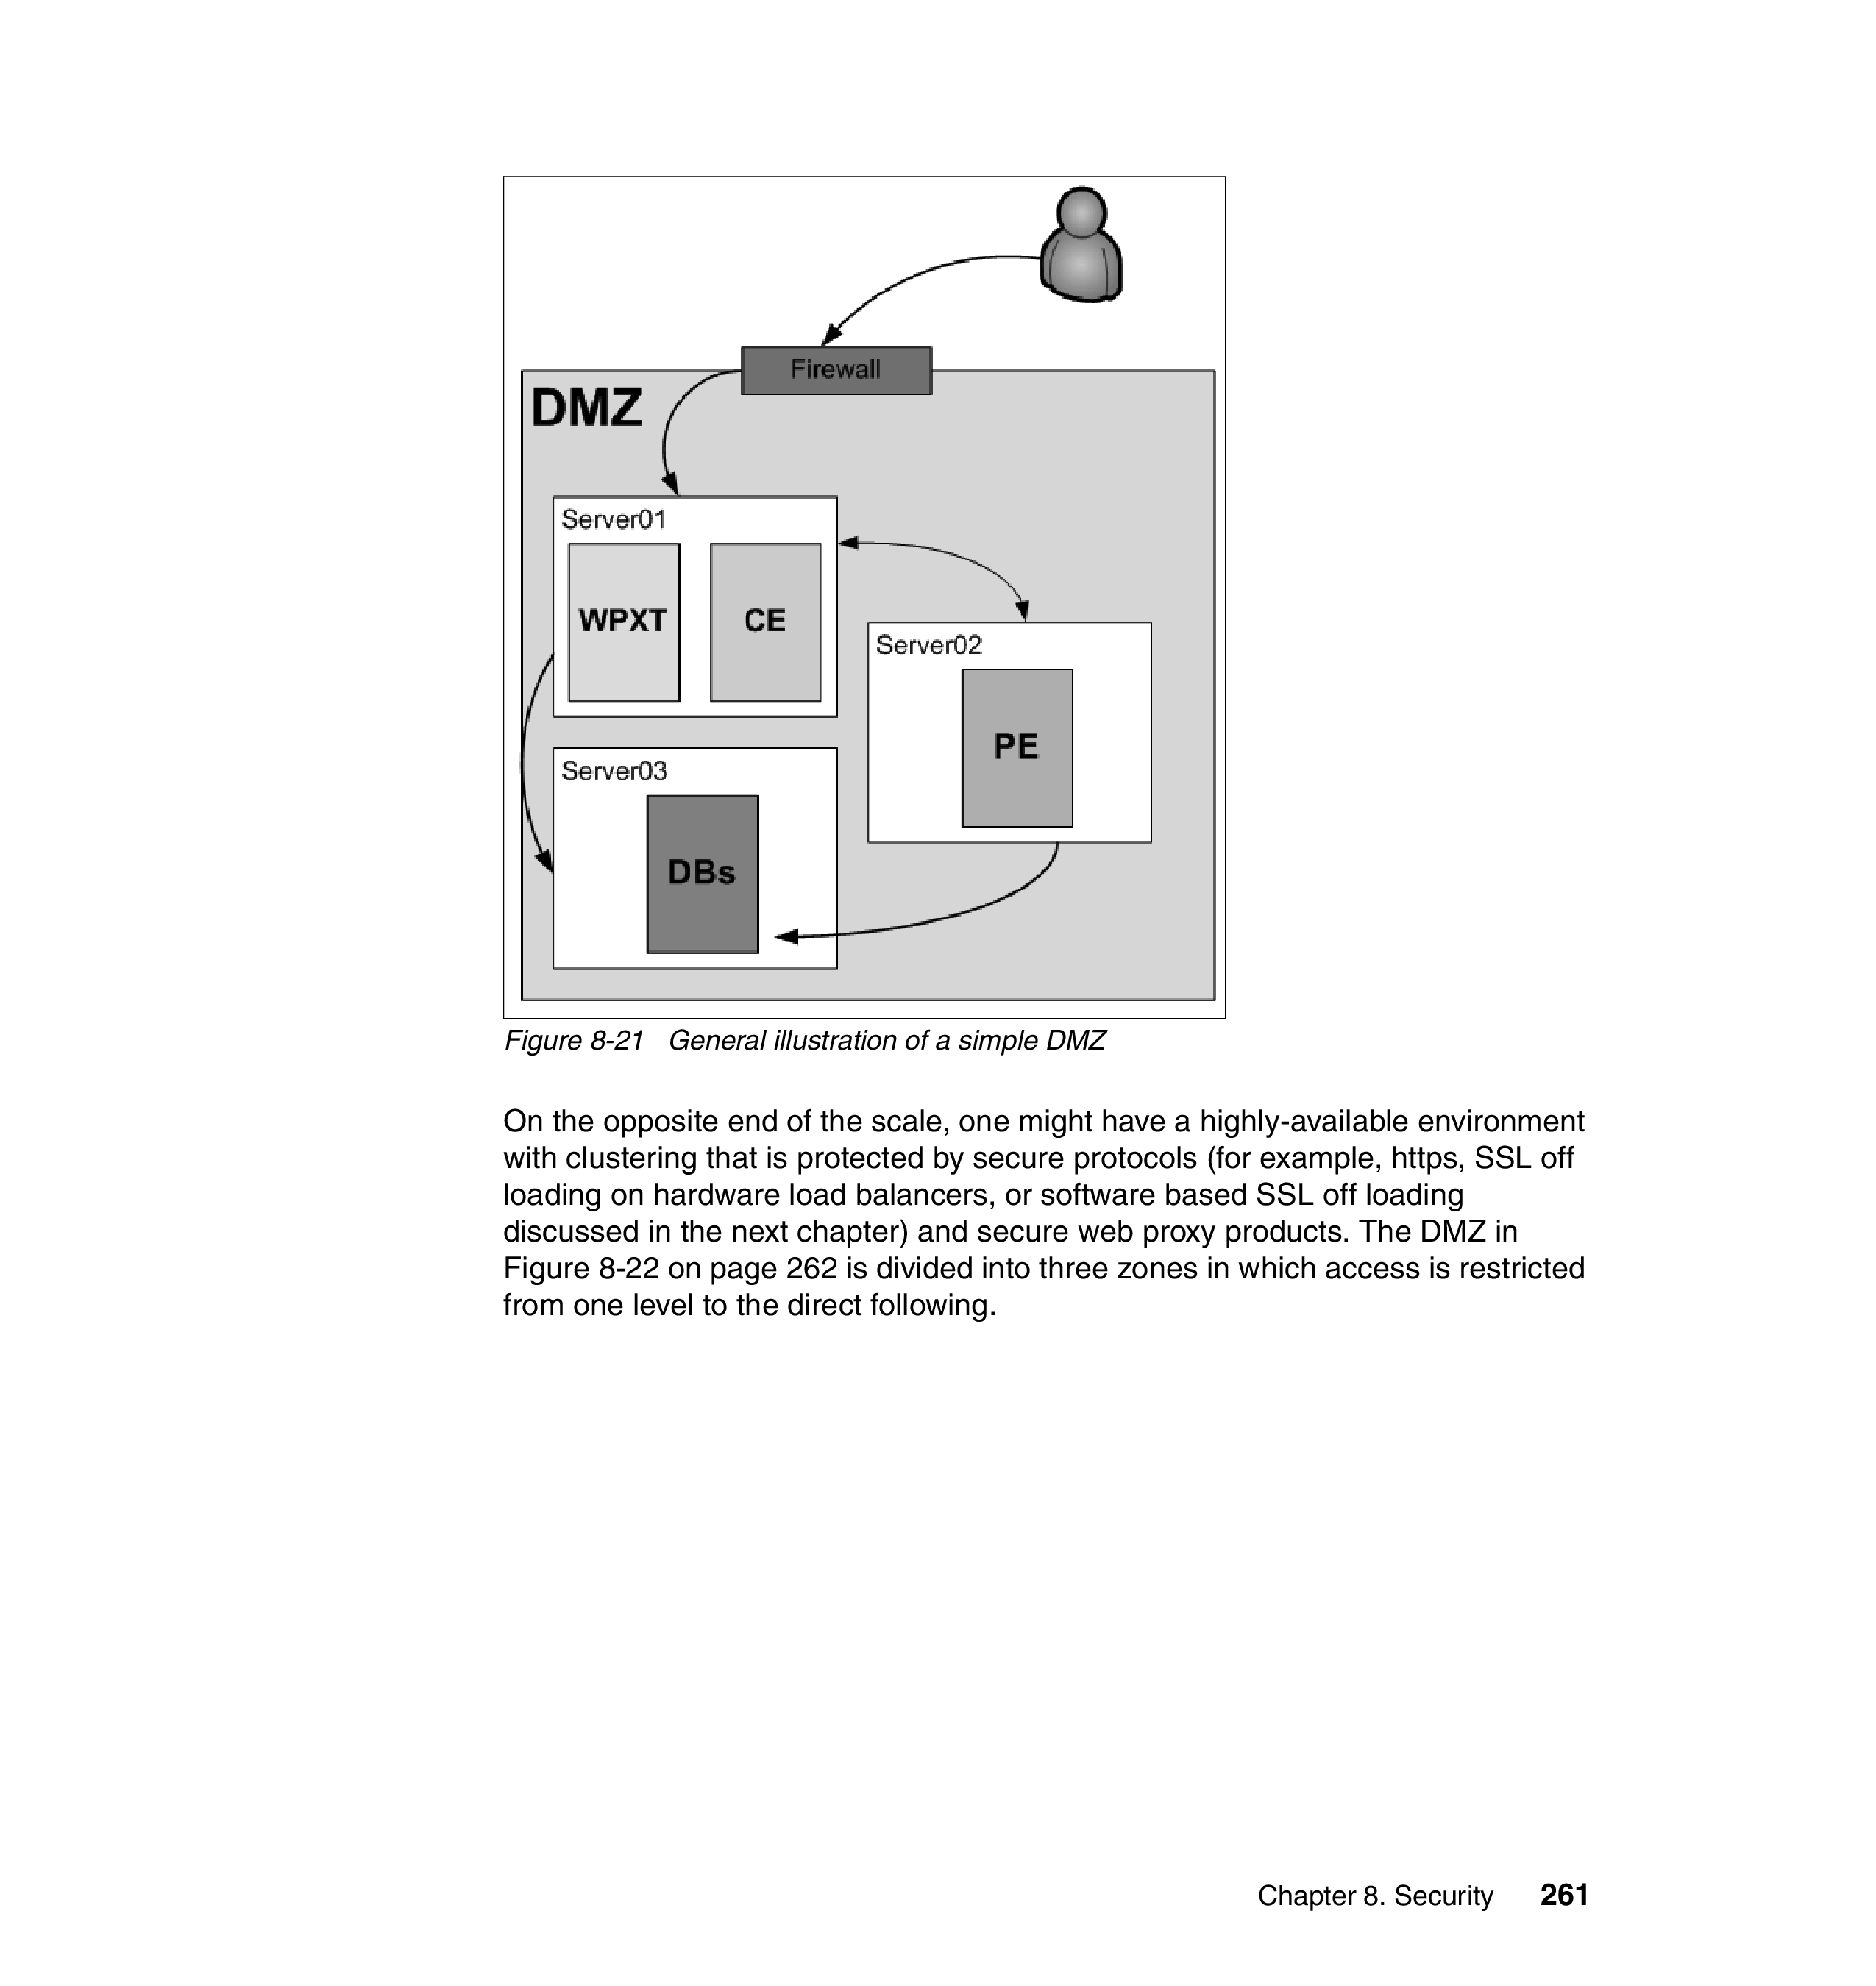 Firewall
DMZ
Server01
WPXT
CE
Server02
PE
Server03
DBs
Figure 8-21 General illustration of a simple DMZ
On the opposite end of the scale, one might have a highly-available environment
with clustering that is protected by secure protocols (for example, https, SSL off
loading on hardware load balancers, or software based SSL off loading
discussed in the next chapter) and secure web proxy products. The DMZ in
Figure 8-22 on page 262 is divided into three zones in which access is restricted
from one level to the direct following.
Chapter 8. Security 261